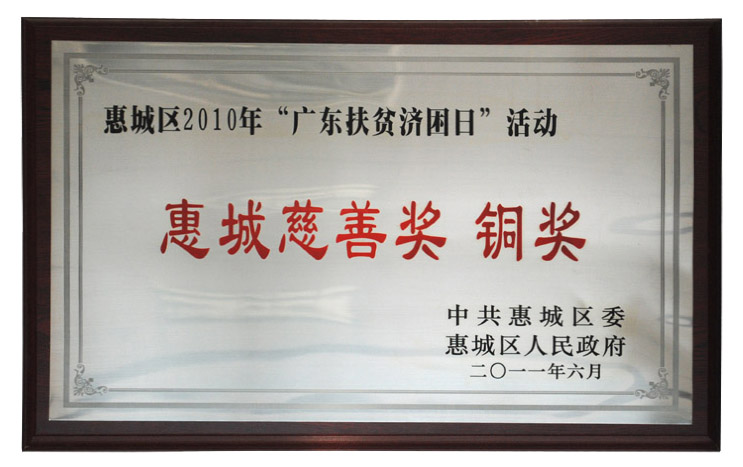 惠城区2010年“广东扶贫济困日”活动
惠城慈善奖 铜奖
中共惠城区委
惠城区人民政府
二〇一一年六月